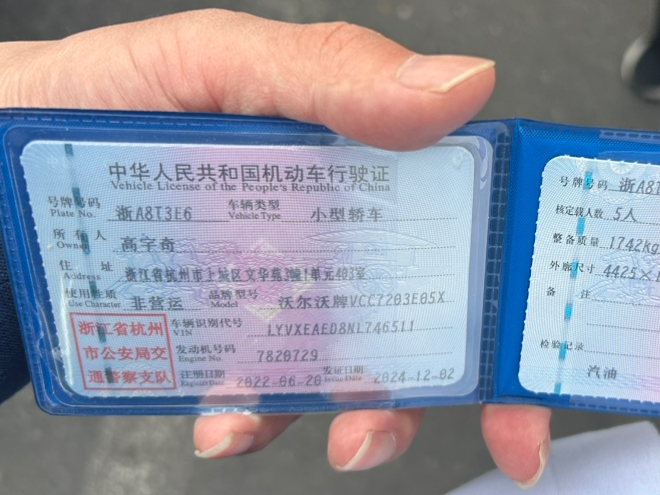 中华人民共和国机动车行驶证
Vehicle License of the People's Republic of China
号牌号码 Plate No. 浙A8T3E6 车辆类型 Vehicle Type 小型轿车
所有人 Owner 高宇奇
住址 Address 浙江省杭州市上城区文华苑 单元403室
使用性质 Use Character 非营运 品牌型号 Model 沃尔沃牌VCC7203E05X
浙江省杭州市公安局交通警察支队
车辆识别代号 VIN LYVXEAED8NL746511
发动机号码 Engine No. 7820729
注册日期 Register Date 2022-06-20 发证日期 Issue Date 2024-12-02
号牌号码 浙A8T
核定载人数 5人
整备质量 1742kg
外廓尺寸 4425×
备注
检验记录
汽油